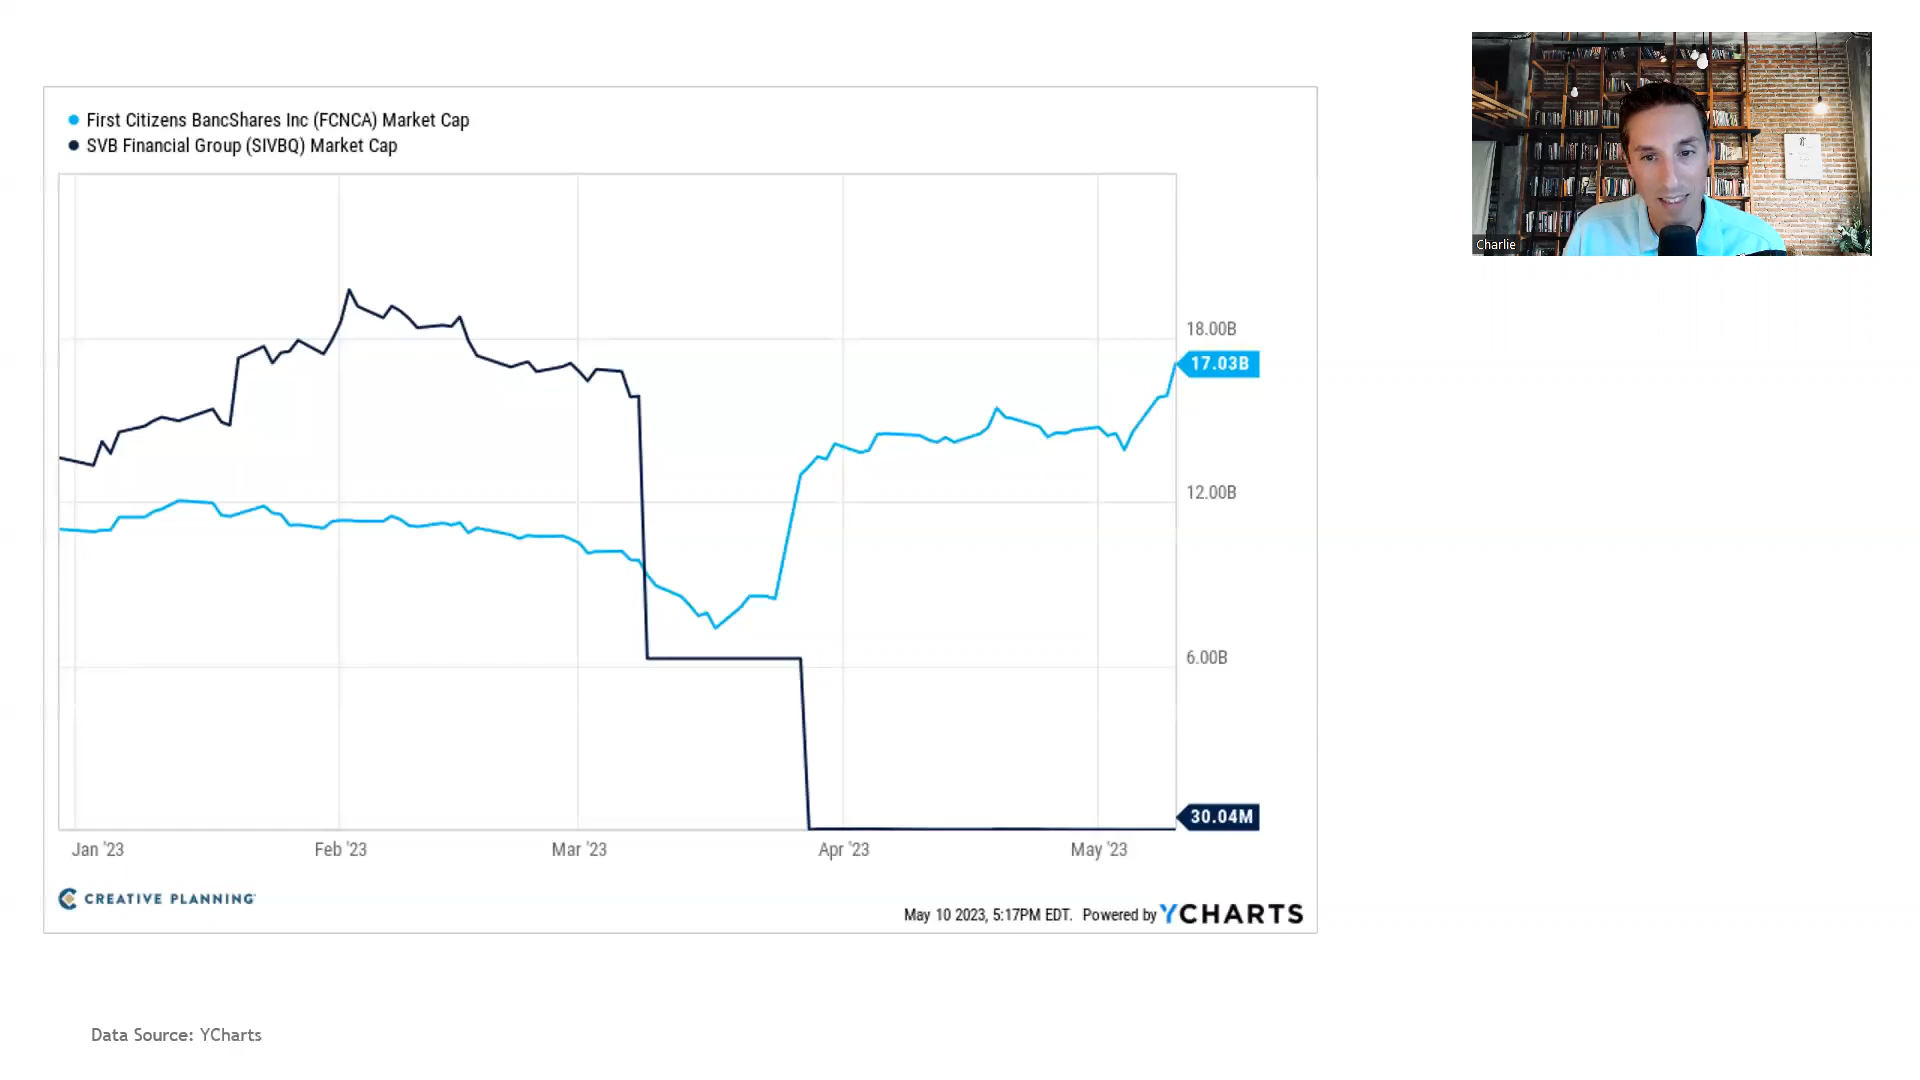 First Citizens BancShares Inc (FCNCA) Market Cap
SVB Financial Group (SIVBQ) Market Cap
18.00B
17.03B
12.00B
6.00B
30.04M
Jan '23
Feb '23
Mar '23
Apr '23
May '23
CREATIVE PLANNING
May 10 2023, 5:17PM EDT. Powered by YCHARTS
Data Source: YCharts
Charlie